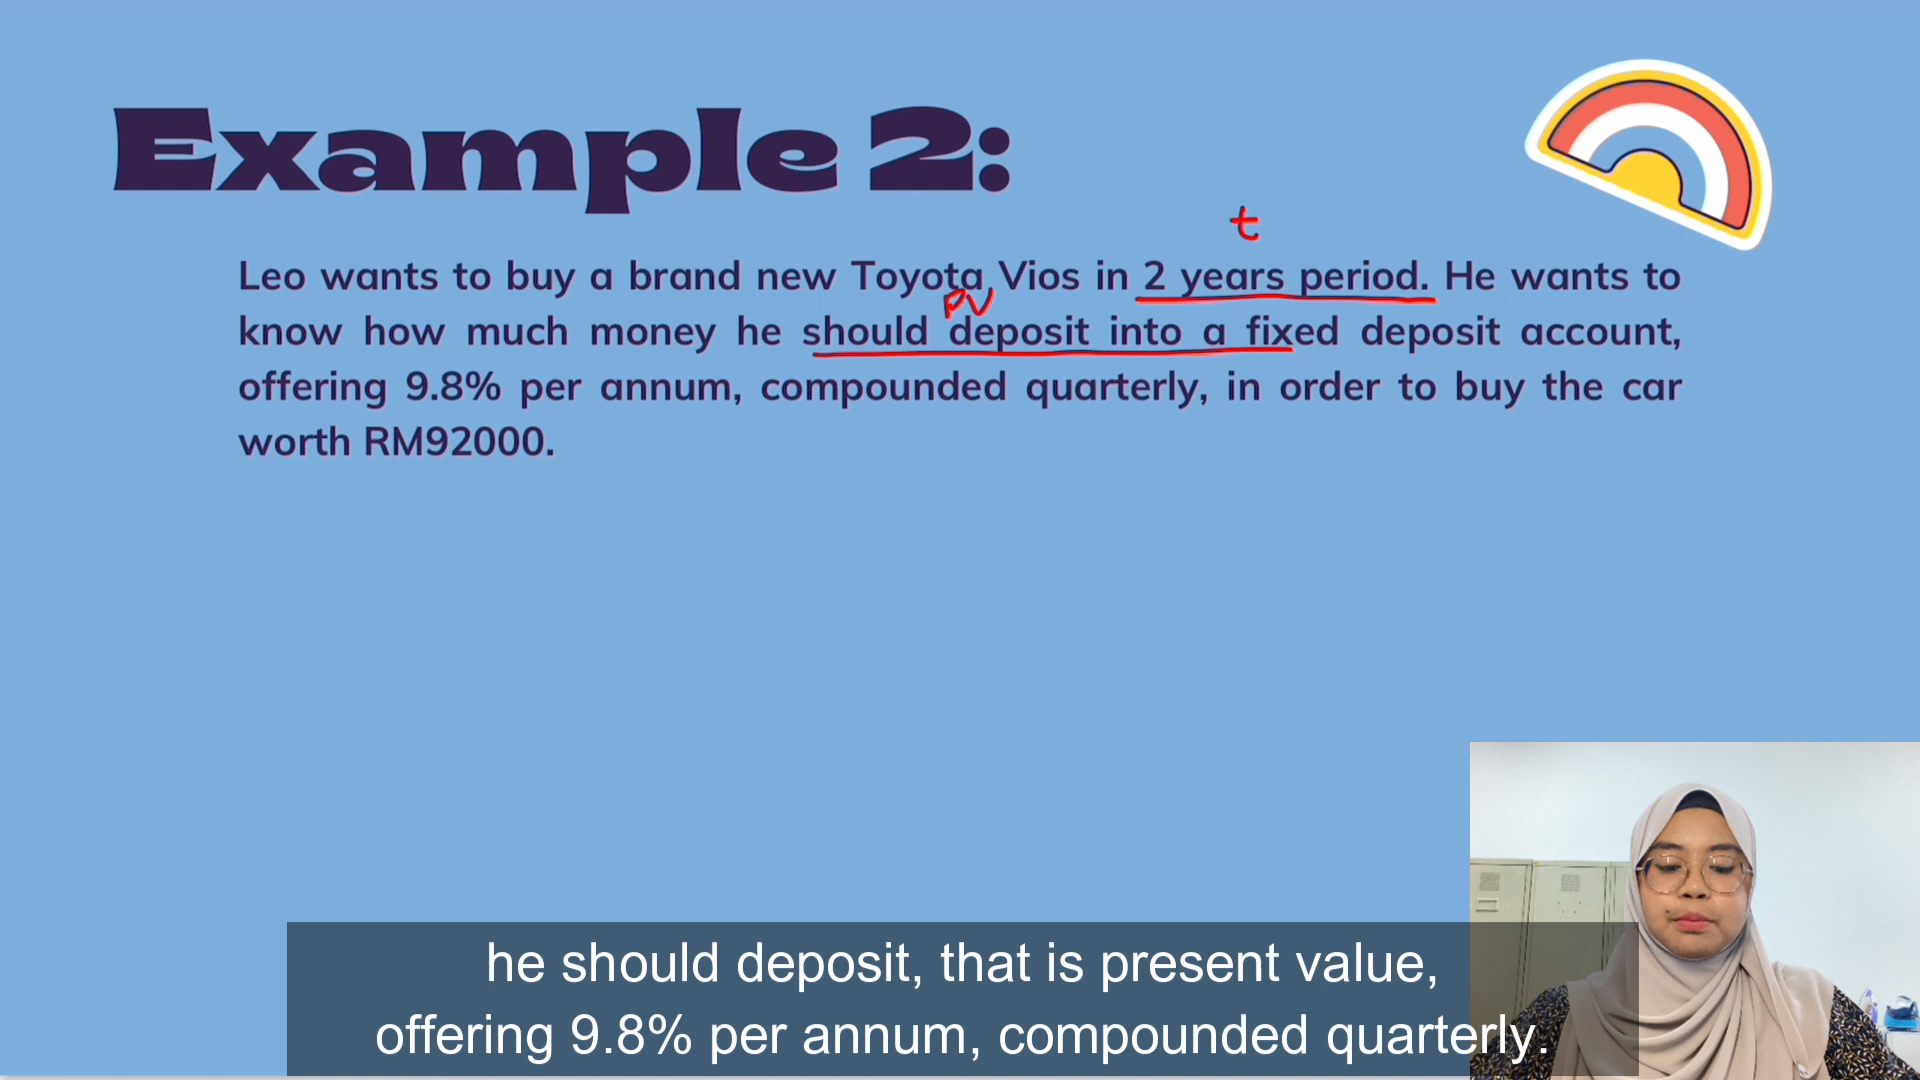 Example 2:
t
Leo wants to buy a brand new Toyota Vios in 2 years period. He wants to
PV
know how much money he should deposit into a fixed deposit account,
offering 9.8% per annum, compounded quarterly, in order to buy the car
worth RM92000.
he should deposit, that is present value,
offering 9.8% per annum, compounded quarterly.